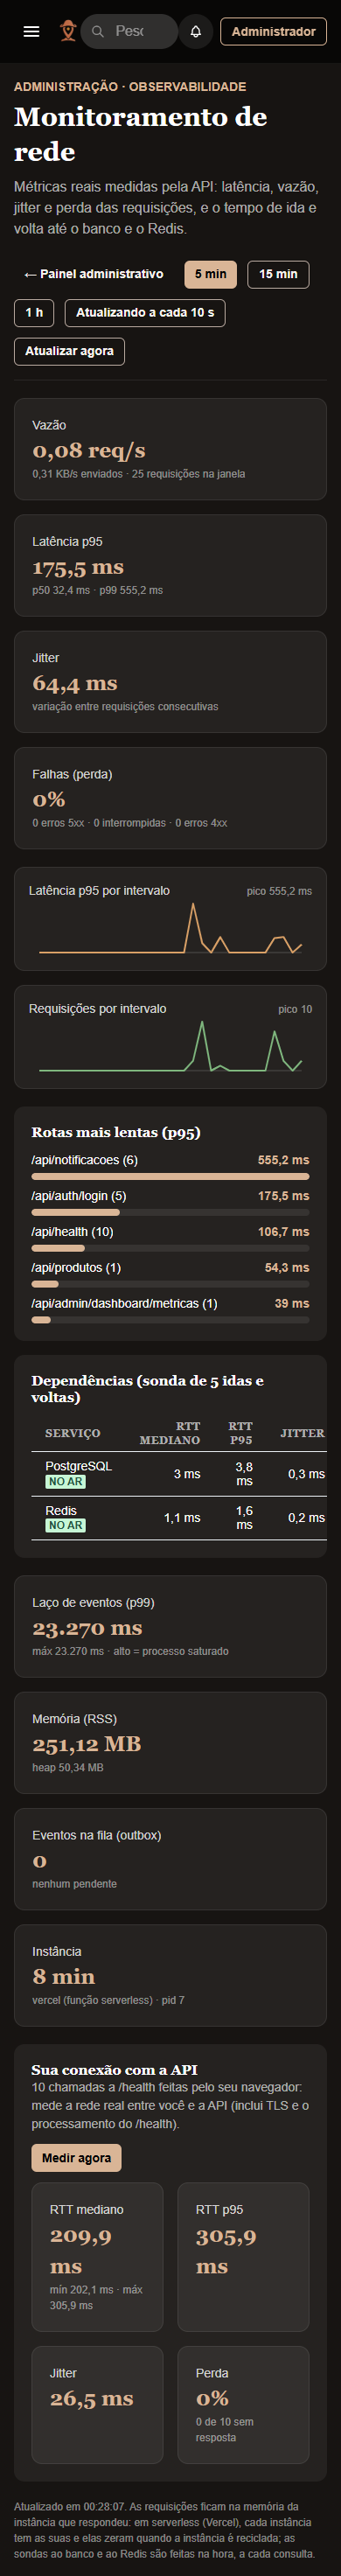 Pesc
Administrador
ADMINISTRAÇÃO · OBSERVABILIDADE
Monitoramento de
rede
Métricas reais medidas pela API: latência, vazão,
jitter e perda das requisições, e o tempo de ida e
volta até o banco e o Redis.
← Painel administrativo 5 min 15 min
1 h Atualizando a cada 10 s
Atualizar agora
Vazão
0,08 req/s
0,31 KB/s enviados · 25 requisições na janela
Latência p95
175,5 ms
p50 32,4 ms · p99 555,2 ms
Jitter
64,4 ms
variação entre requisições consecutivas
Falhas (perda)
0%
0 erros 5xx · 0 interrompidas · 0 erros 4xx
Latência p95 por intervalo pico 555,2 ms
Requisições por intervalo pico 10
Rotas mais lentas (p95)
/api/notificacoes (6) 555,2 ms
/api/auth/login (5) 175,5 ms
/api/health (10) 106,7 ms
/api/produtos (1) 54,3 ms
/api/admin/dashboard/metricas (1) 39 ms
Dependências (sonda de 5 idas e
voltas)
SERVIÇO RTT MEDIANO RTT P95 JITTER
PostgreSQL 3 ms 3,8 ms 0,3 ms
NO AR
Redis 1,1 ms 1,6 ms 0,2 ms
NO AR
Laço de eventos (p99)
23.270 ms
máx 23.270 ms · alto = processo saturado
Memória (RSS)
251,12 MB
heap 50,34 MB
Eventos na fila (outbox)
0
nenhum pendente
Instância
8 min
vercel (função serverless) · pid 7
Sua conexão com a API
10 chamadas a /health feitas pelo seu navegador:
mede a rede real entre você e a API (inclui TLS e o
processamento do /health).
Medir agora
RTT mediano
209,9
ms
mín 202,1 ms · máx
305,9 ms
RTT p95
305,9
ms
Jitter
26,5 ms
Perda
0%
0 de 10 sem
resposta
Atualizado em 00:28:07. As requisições ficam na memória da
instância que respondeu: em serverless (Vercel), cada instância
tem as suas e elas zeram quando a instância é reciclada; as
sondas ao banco e ao Redis são feitas na hora, a cada consulta.